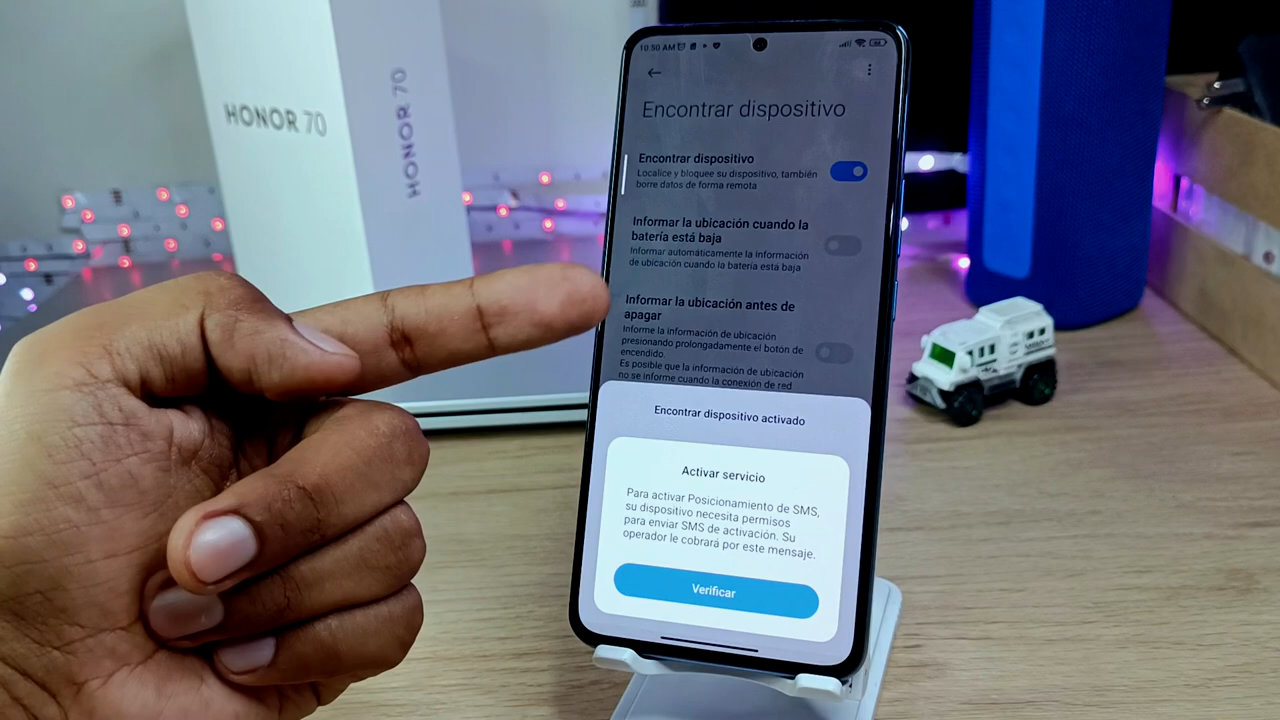 HONOR 70
HONOR 70
10:50 AM
Encontrar dispositivo
Encontrar dispositivo
Localice y bloquee su dispositivo, también
borre datos de forma remota
Informar la ubicación cuando la
batería está baja
Informar automáticamente la información
de ubicación cuando la batería está baja
Informar la ubicación antes de
apagar
Informe la información de ubicación
presionando prolongadamente el botón de
encendido.
Es posible que la información de ubicación
no se informe cuando la conexión de red
Encontrar dispositivo activado
Activar servicio
Para activar Posicionamiento de SMS,
su dispositivo necesita permisos
para enviar SMS de activación. Su
operador le cobrará por este mensaje.
Verificar